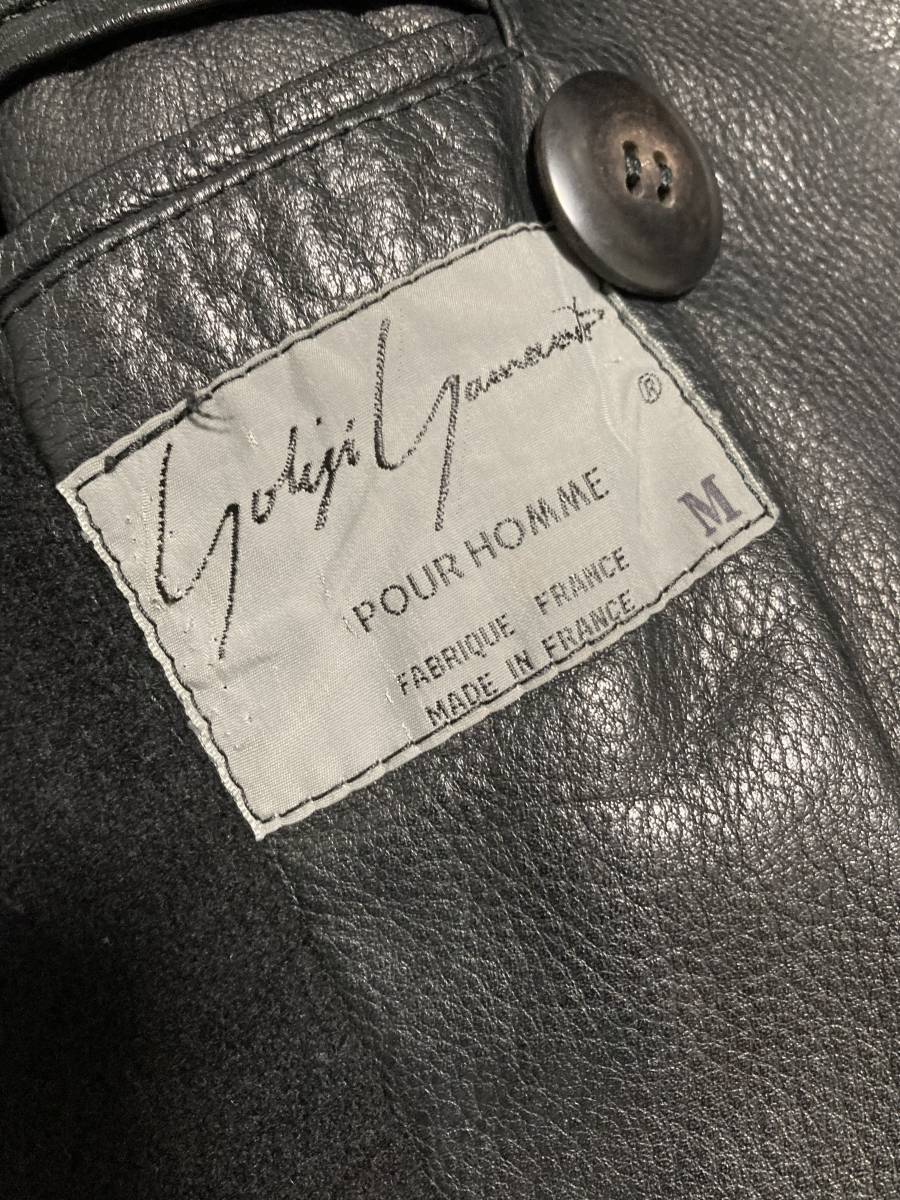 Yohji Yamamoto
®
POUR HOMME
M
FABRIQUE FRANCE
MADE IN FRANCE